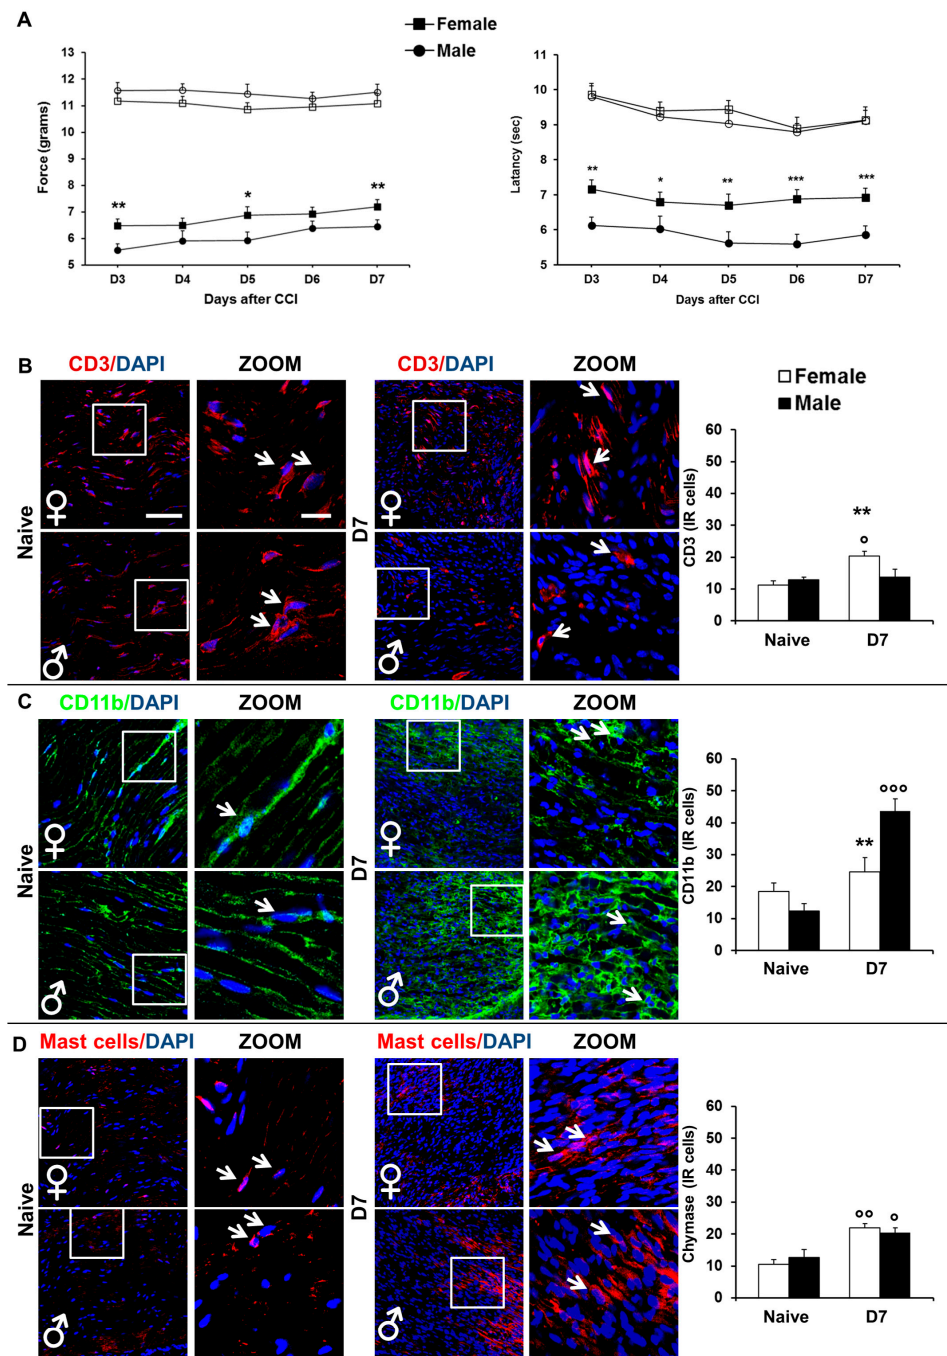 A
Female
Male
13
12
11
10
9
8
7
6
5
Force (grams)
**
*
**
D3 D4 D5 D6 D7
Days after CCI
11
10
9
8
7
6
5
Latancy (sec)
** * ** *** ***
D3 D4 D5 D6 D7
Days after CCI
B
CD3/DAPI ZOOM CD3/DAPI ZOOM
Naive
♀
♂
D7
♀
♂
Female
Male
60
50
40
30
20
10
0
CD3 (IR cells)
**
°
Naive D7
C
CD11b/DAPI ZOOM CD11b/DAPI ZOOM
Naive
♀
♂
D7
♀
♂
60
50
40
30
20
10
0
CD11b (IR cells)
°°°
**
Naive D7
D
Mast cells/DAPI ZOOM Mast cells/DAPI ZOOM
Naive
♀
♂
D7
♀
♂
60
50
40
30
20
10
0
Chymase (IR cells)
°° °
Naive D7